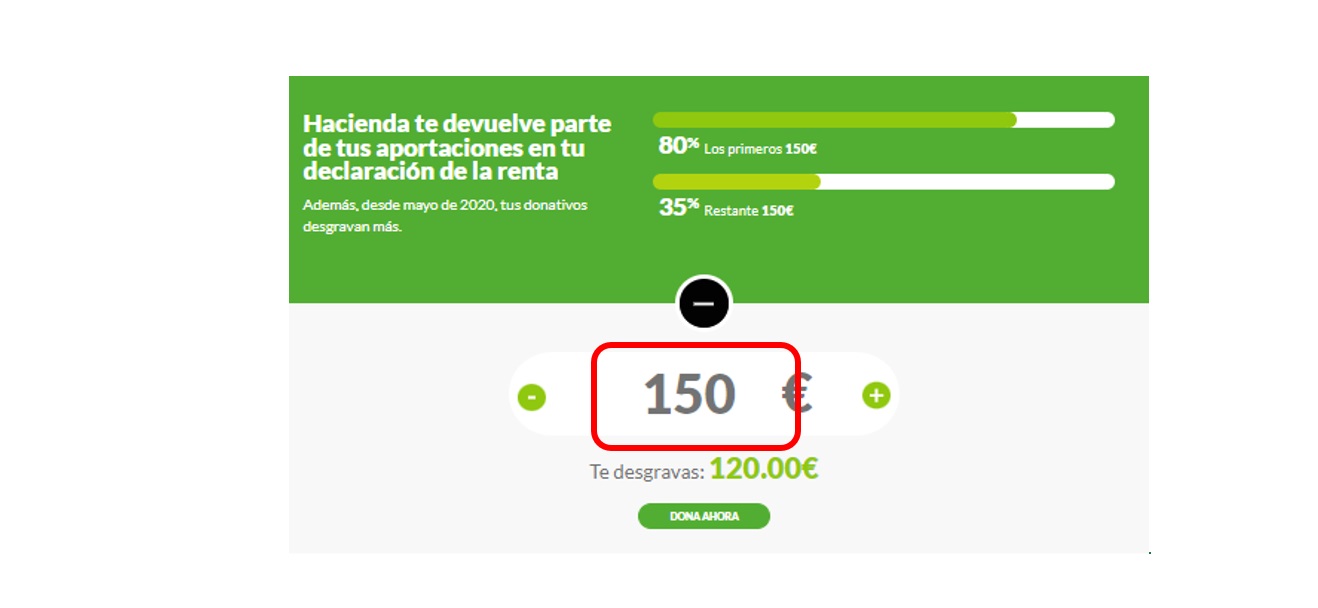 Hacienda te devuelve parte
de tus aportaciones en tu
declaración de la renta
Además, desde mayo de 2020, tus donativos
desgravan más.
80% Los primeros 150€
35% Restante 150€
- 150 € +
Te desgravas: 120.00€
DONA AHORA